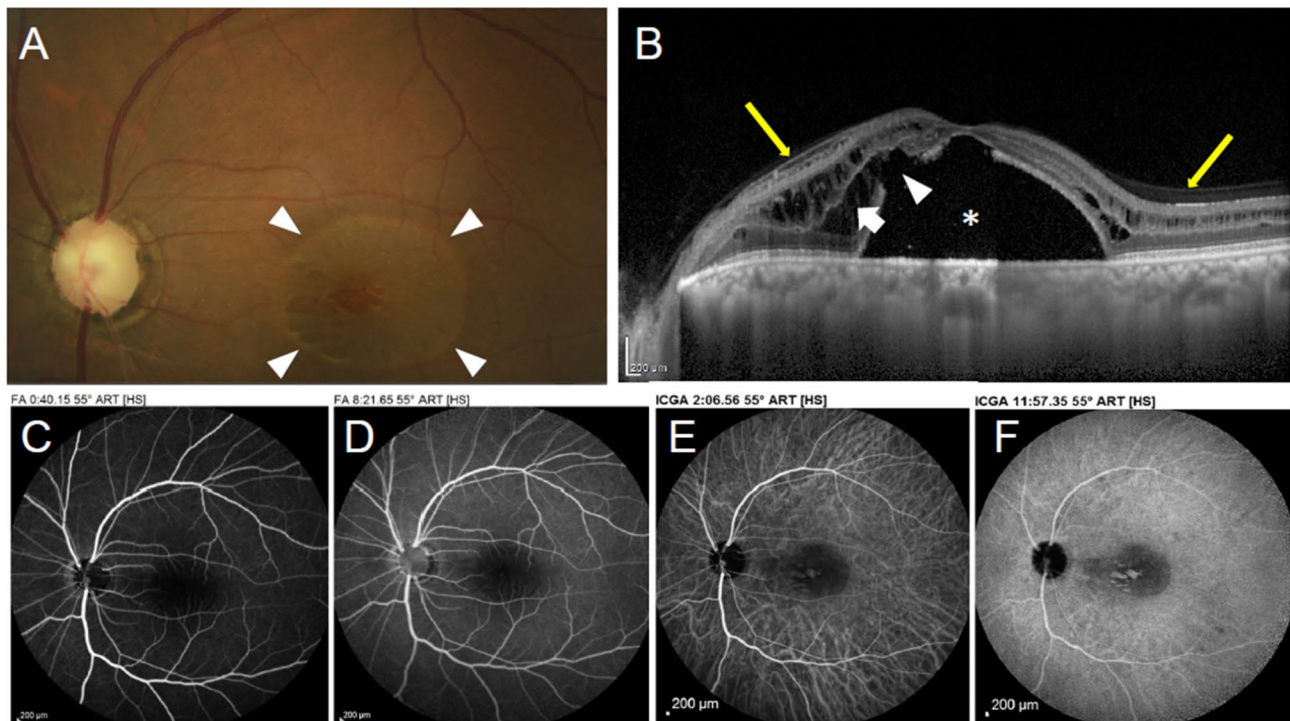 A
B
*
200 µm
FA 0:40.15 55° ART [HS]
FA 8:21.65 55° ART [HS]
ICGA 2:06.56 55° ART [HS]
ICGA 11:57.35 55° ART [HS]
C
D
E
F
200 µm
200 µm
200 µm
200 µm